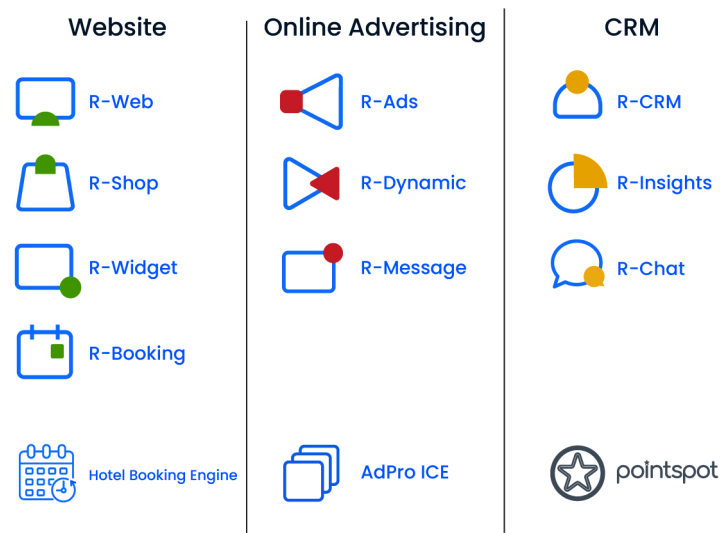 Website
R-Web
R-Shop
R-Widget
R-Booking
Hotel Booking Engine
Online Advertising
R-Ads
R-Dynamic
R-Message
AdPro ICE
CRM
R-CRM
R-Insights
R-Chat
pointspot